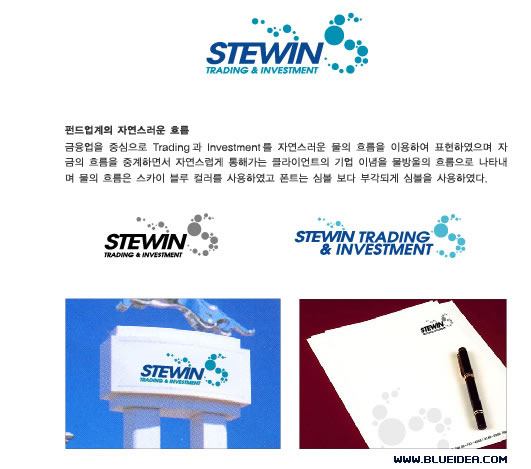 STEWIN
TRADING & INVESTMENT
펀드업계의 자연스러운 흐름
금융업을 중심으로 Trading과 Investment를 자연스러운 물의 흐름을 이용하여 표현하였으며 자
금의 흐름을 중계하면서 자연스럽게 통해가는 클라이언트의 기업 이념을 물방울의 흐름으로 나타내
며 물의 흐름은 스카이 블루 컬러를 사용하였고 폰트는 심볼 보다 부각되게 심볼을 사용하였다.
STEWIN
TRADING & INVESTMENT
STEWIN TRADING
& INVESTMENT
STEWIN
TRADING & INVESTMENT
STEWIN
WWW.BLUEIDEA.COM